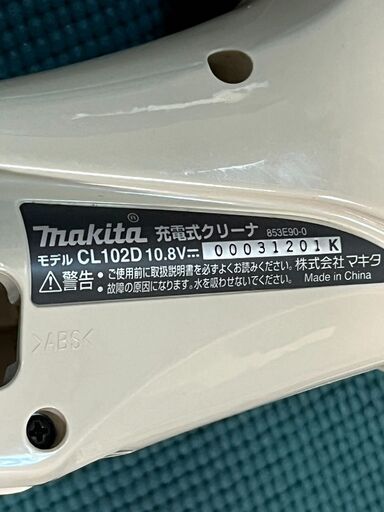 makita® 充電式クリーナ 853E90-0
モデル CL102D 10.8V⎓ 00031201K
⚠警告: ・ご使用前に取扱説明書を必ずよくお読みください。 株式会社マキタ
・故障の原因になります。水を吸わせないでください。 Made in China
>ABS<